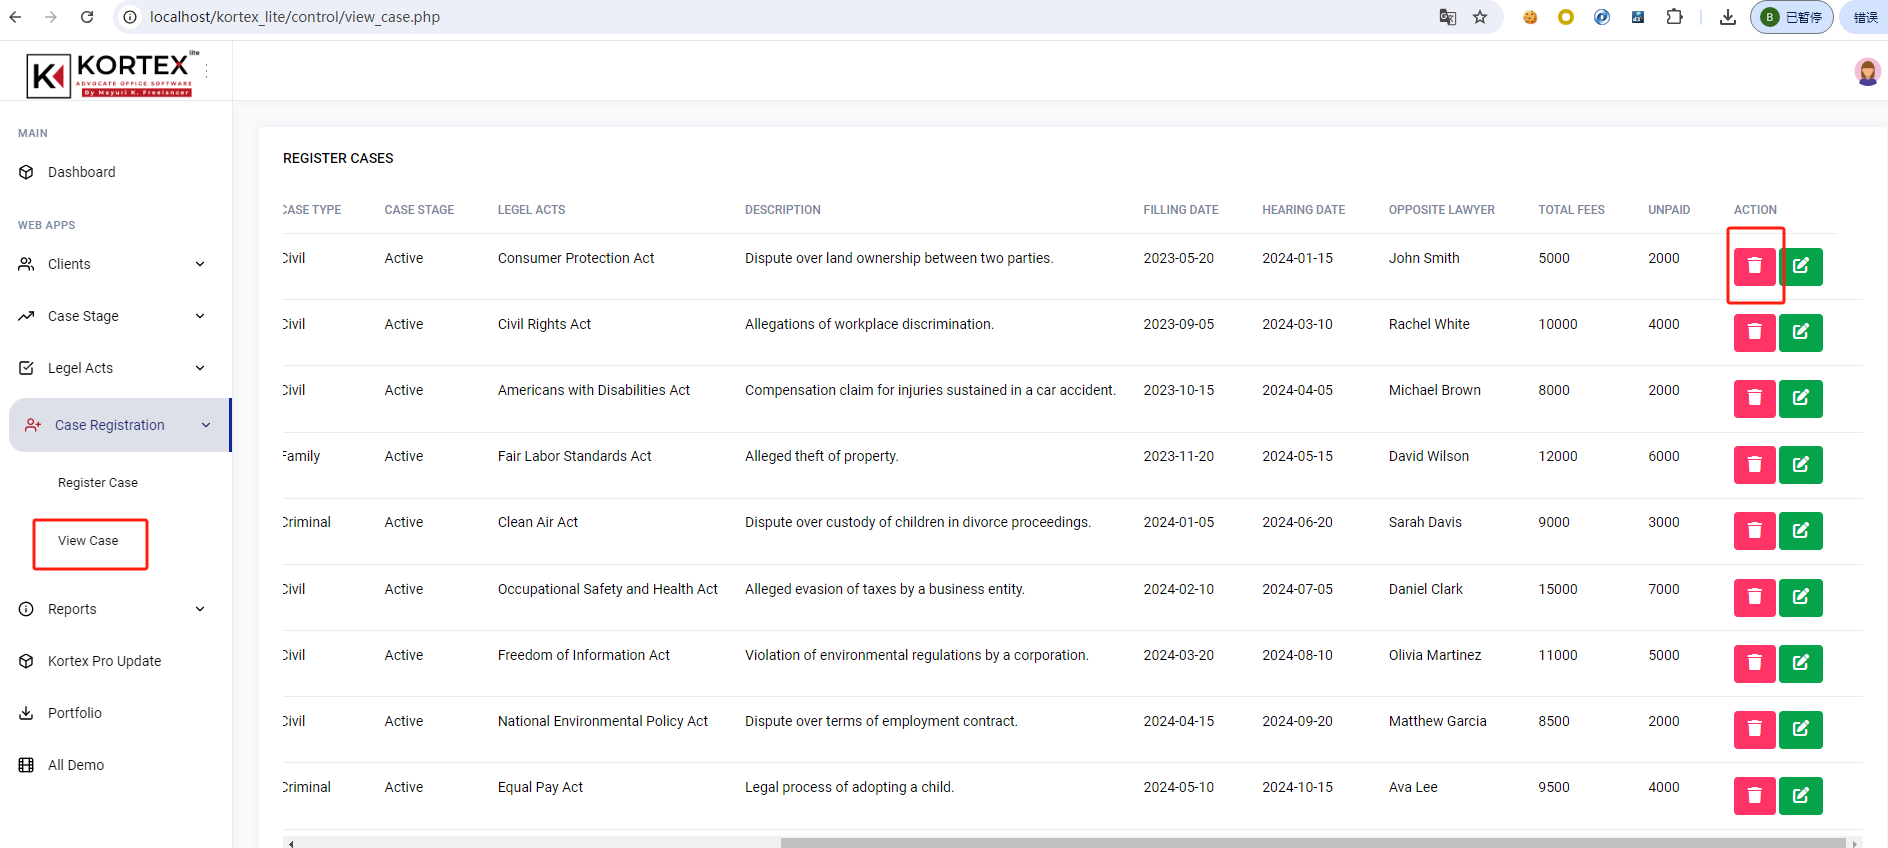 localhost/kortex_lite/control/view_case.php
B 已暂停 错误
KORTEX lite
ADVOCATE OFFICE SOFTWARE
By Mayuri K. Freelancer
MAIN
Dashboard
WEB APPS
Clients
Case Stage
Legel Acts
Case Registration
Register Case
View Case
Reports
Kortex Pro Update
Portfolio
All Demo
REGISTER CASES
CASE TYPE CASE STAGE LEGEL ACTS DESCRIPTION FILLING DATE HEARING DATE OPPOSITE LAWYER TOTAL FEES UNPAID ACTION
Civil Active Consumer Protection Act Dispute over land ownership between two parties. 2023-05-20 2024-01-15 John Smith 5000 2000
Civil Active Civil Rights Act Allegations of workplace discrimination. 2023-09-05 2024-03-10 Rachel White 10000 4000
Civil Active Americans with Disabilities Act Compensation claim for injuries sustained in a car accident. 2023-10-15 2024-04-05 Michael Brown 8000 2000
Family Active Fair Labor Standards Act Alleged theft of property. 2023-11-20 2024-05-15 David Wilson 12000 6000
Criminal Active Clean Air Act Dispute over custody of children in divorce proceedings. 2024-01-05 2024-06-20 Sarah Davis 9000 3000
Civil Active Occupational Safety and Health Act Alleged evasion of taxes by a business entity. 2024-02-10 2024-07-05 Daniel Clark 15000 7000
Civil Active Freedom of Information Act Violation of environmental regulations by a corporation. 2024-03-20 2024-08-10 Olivia Martinez 11000 5000
Civil Active National Environmental Policy Act Dispute over terms of employment contract. 2024-04-15 2024-09-20 Matthew Garcia 8500 2000
Criminal Active Equal Pay Act Legal process of adopting a child. 2024-05-10 2024-10-15 Ava Lee 9500 4000